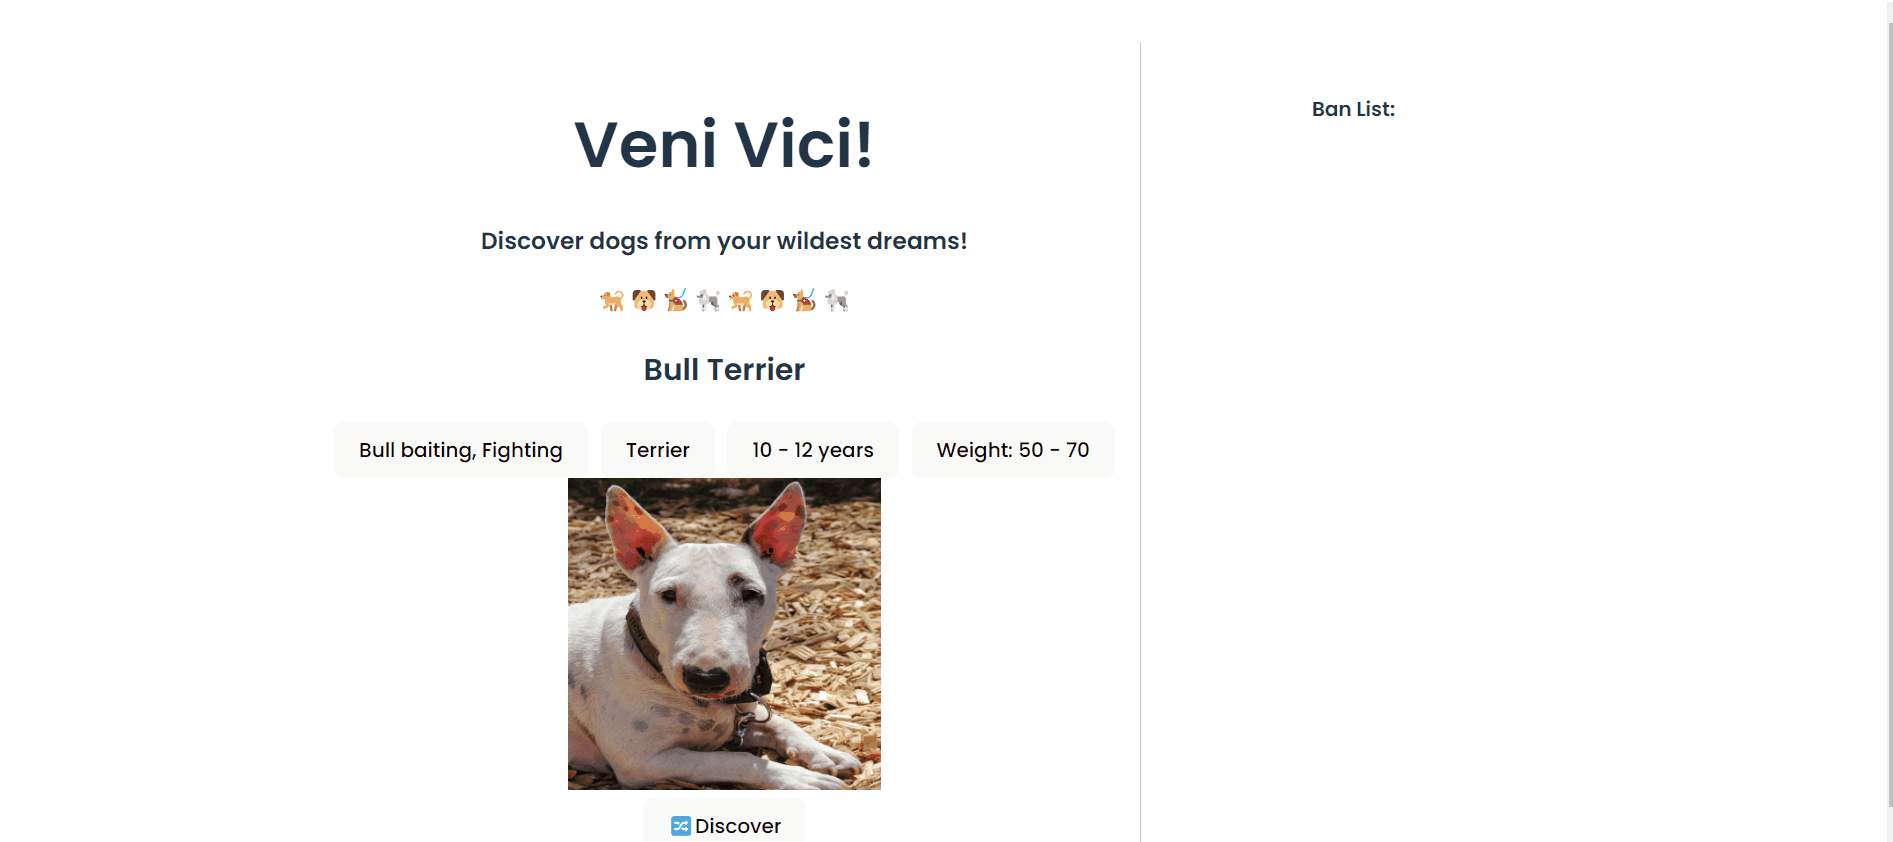 Veni Vici!
Discover dogs from your wildest dreams!
Bull Terrier
Bull baiting, Fighting
Terrier
10 - 12 years
Weight: 50 - 70
Discover
Ban List: